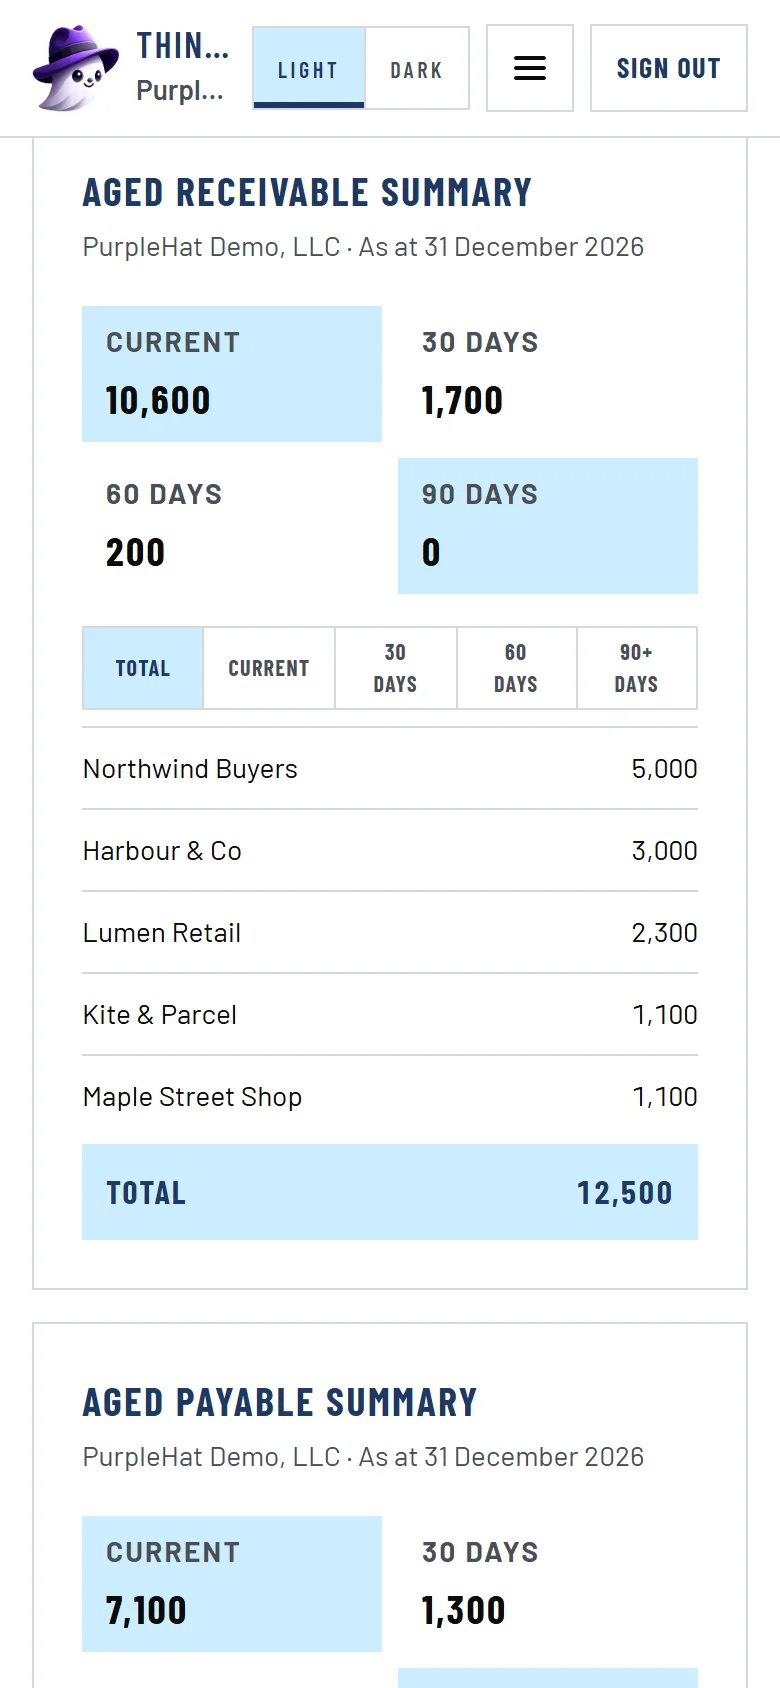 THIN...
Purpl...
LIGHT
DARK
SIGN OUT
AGED RECEIVABLE SUMMARY
PurpleHat Demo, LLC · As at 31 December 2026
CURRENT
10,600
30 DAYS
1,700
60 DAYS
200
90 DAYS
0
TOTAL
CURRENT
30
DAYS
60
DAYS
90+
DAYS
Northwind Buyers 5,000
Harbour & Co 3,000
Lumen Retail 2,300
Kite & Parcel 1,100
Maple Street Shop 1,100
TOTAL 12,500
AGED PAYABLE SUMMARY
PurpleHat Demo, LLC · As at 31 December 2026
CURRENT
7,100
30 DAYS
1,300